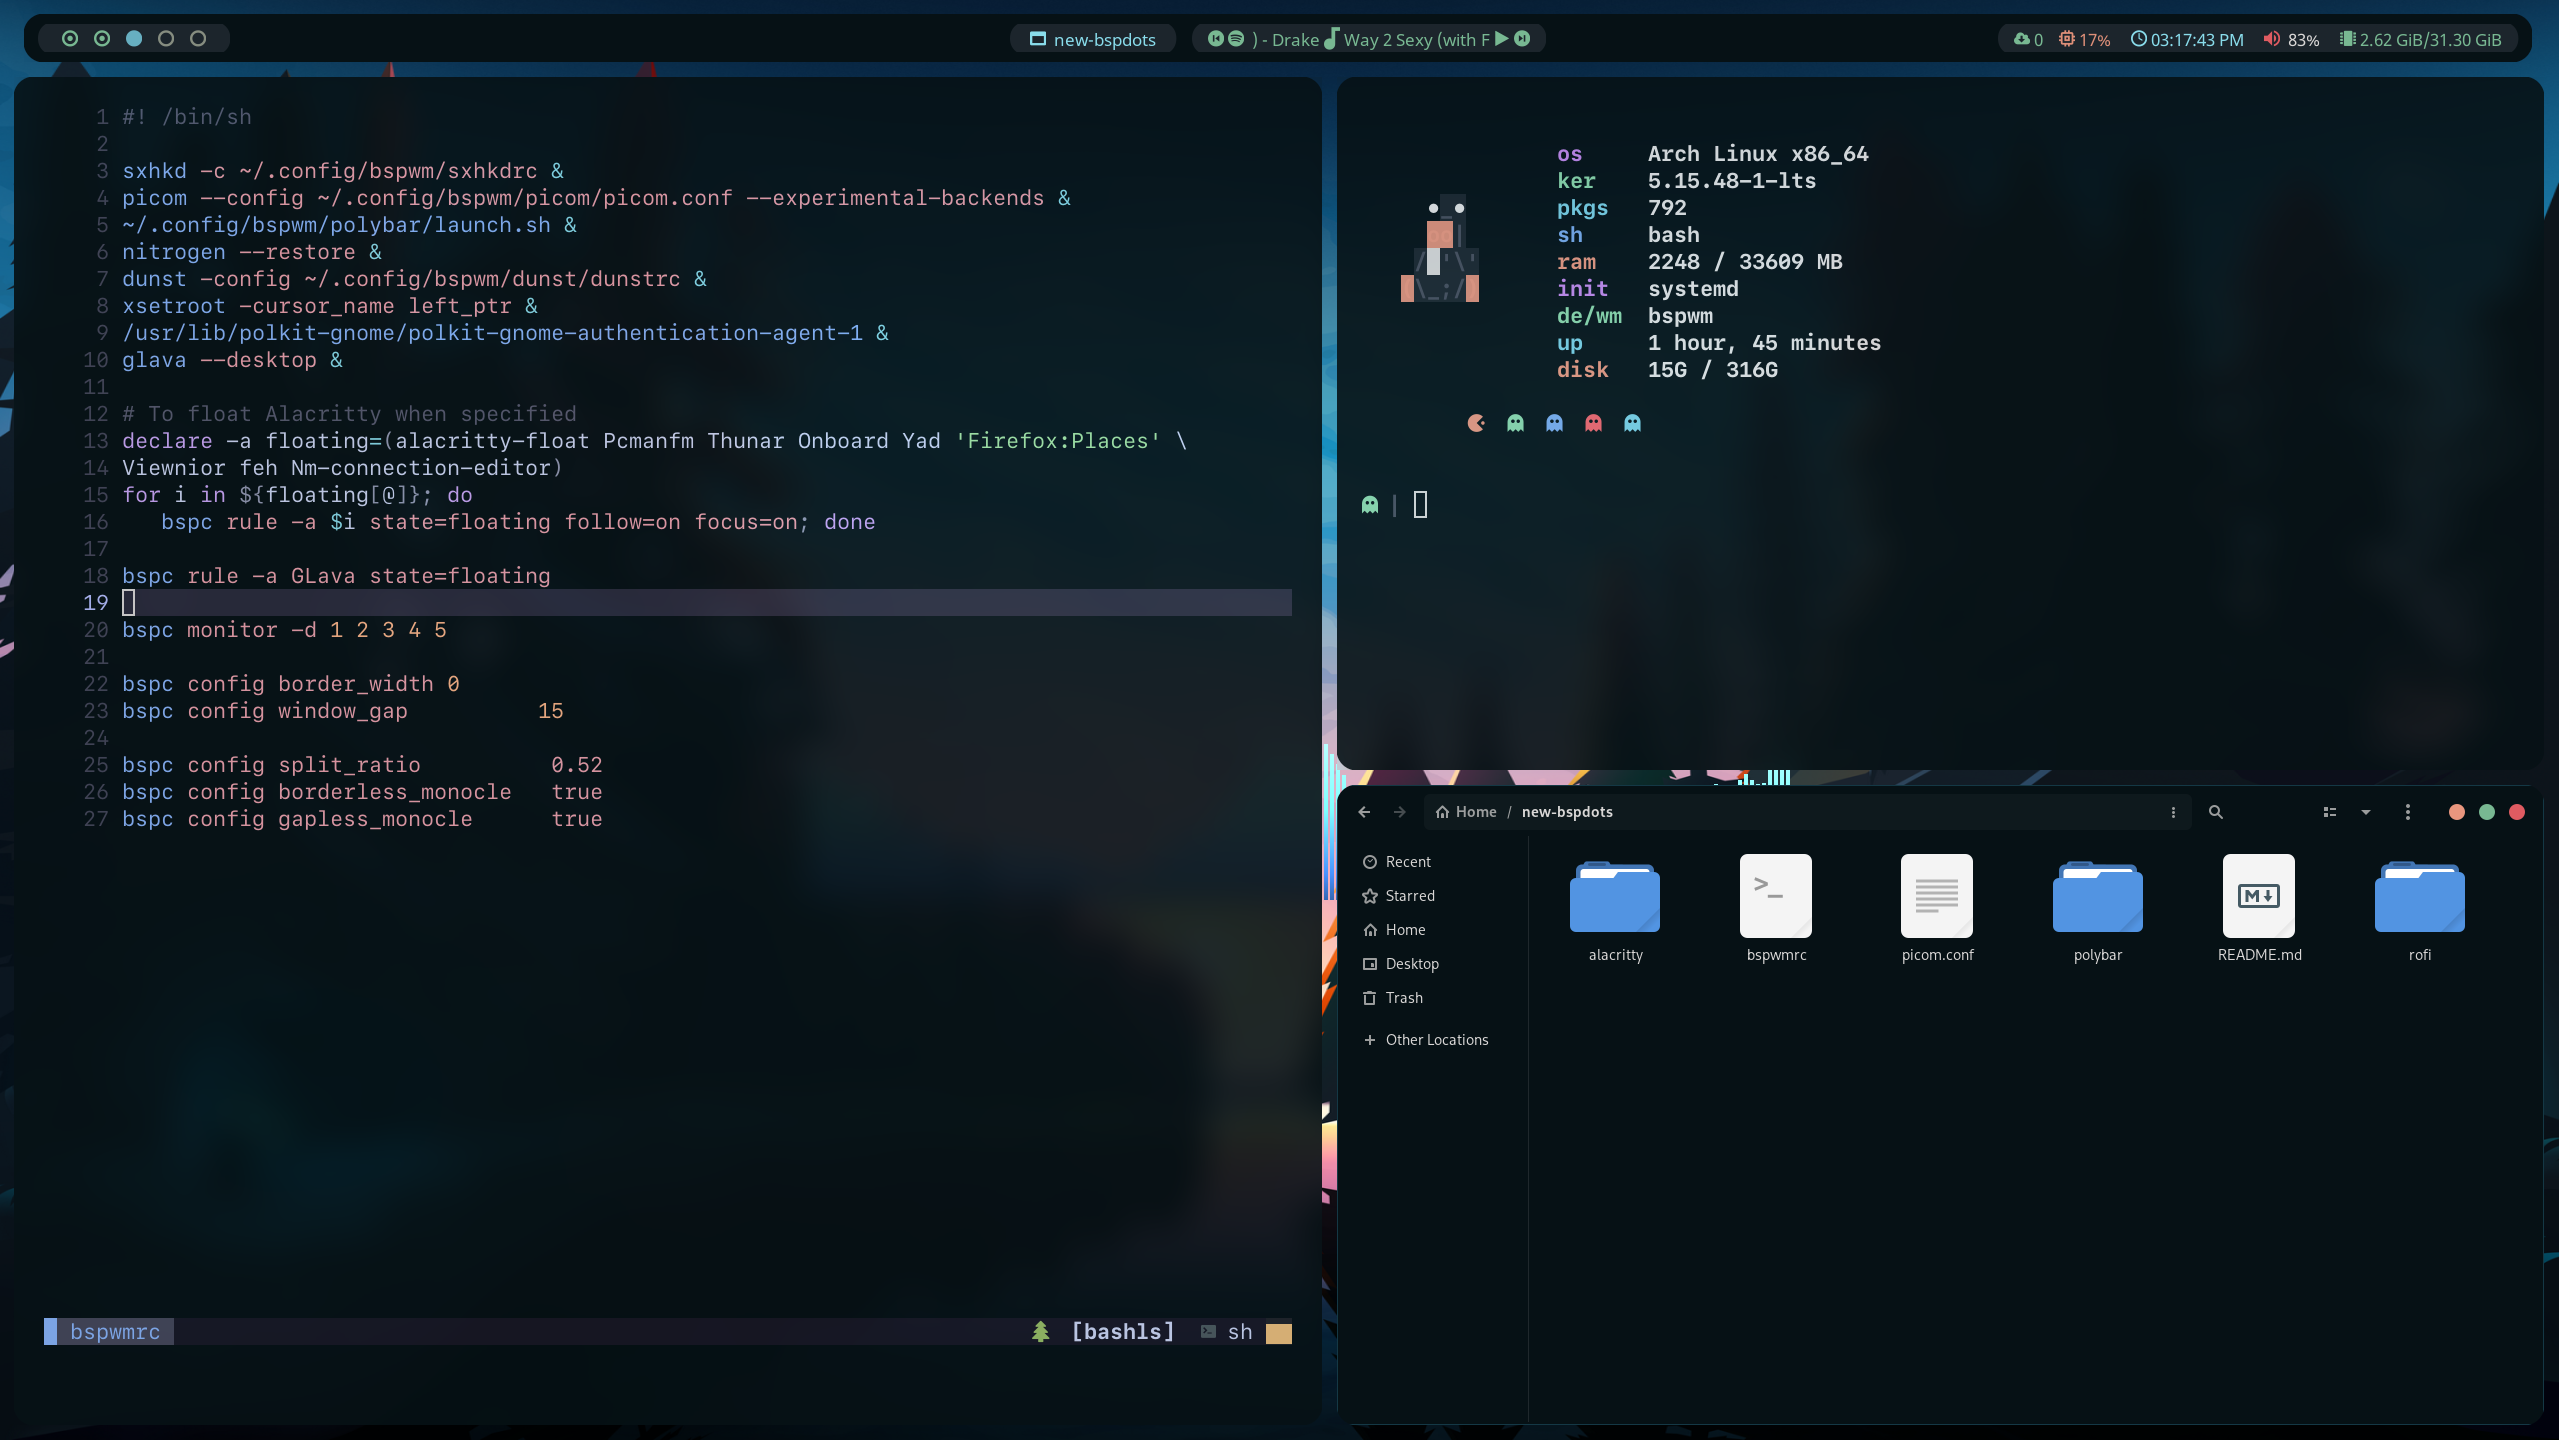 new-bspdots
) - Drake Way 2 Sexy (with F
0 17% 03:17:43 PM 83% 2.62 GiB/31.30 GiB
1 #! /bin/sh
2
3 sxhkd -c ~/.config/bspwm/sxhkdrc &
4 picom --config ~/.config/bspwm/picom/picom.conf --experimental-backends &
5 ~/.config/bspwm/polybar/launch.sh &
6 nitrogen --restore &
7 dunst -config ~/.config/bspwm/dunst/dunstrc &
8 xsetroot -cursor_name left_ptr &
9 /usr/lib/polkit-gnome/polkit-gnome-authentication-agent-1 &
10 glava --desktop &
11
12 # To float Alacritty when specified
13 declare -a floating=(alacritty-float Pcmanfm Thunar Onboard Yad 'Firefox:Places' \
14 Viewnior feh Nm-connection-editor)
15 for i in ${floating[@]}; do
16    bspc rule -a $i state=floating follow=on focus=on; done
17
18 bspc rule -a GLava state=floating
19
20 bspc monitor -d 1 2 3 4 5
21
22 bspc config border_width 0
23 bspc config window_gap          15
24
25 bspc config split_ratio          0.52
26 bspc config borderless_monocle   true
27 bspc config gapless_monocle      true
bspwmrc [bashls] sh
os Arch Linux x86_64
ker 5.15.48-1-lts
pkgs 792
sh bash
ram 2248 / 33609 MB
init systemd
de/wm bspwm
up 1 hour, 45 minutes
disk 15G / 316G
|
Home / new-bspdots
Recent
Starred
Home
Desktop
Trash
+ Other Locations
>_
M
alacritty bspwmrc picom.conf polybar README.md rofi